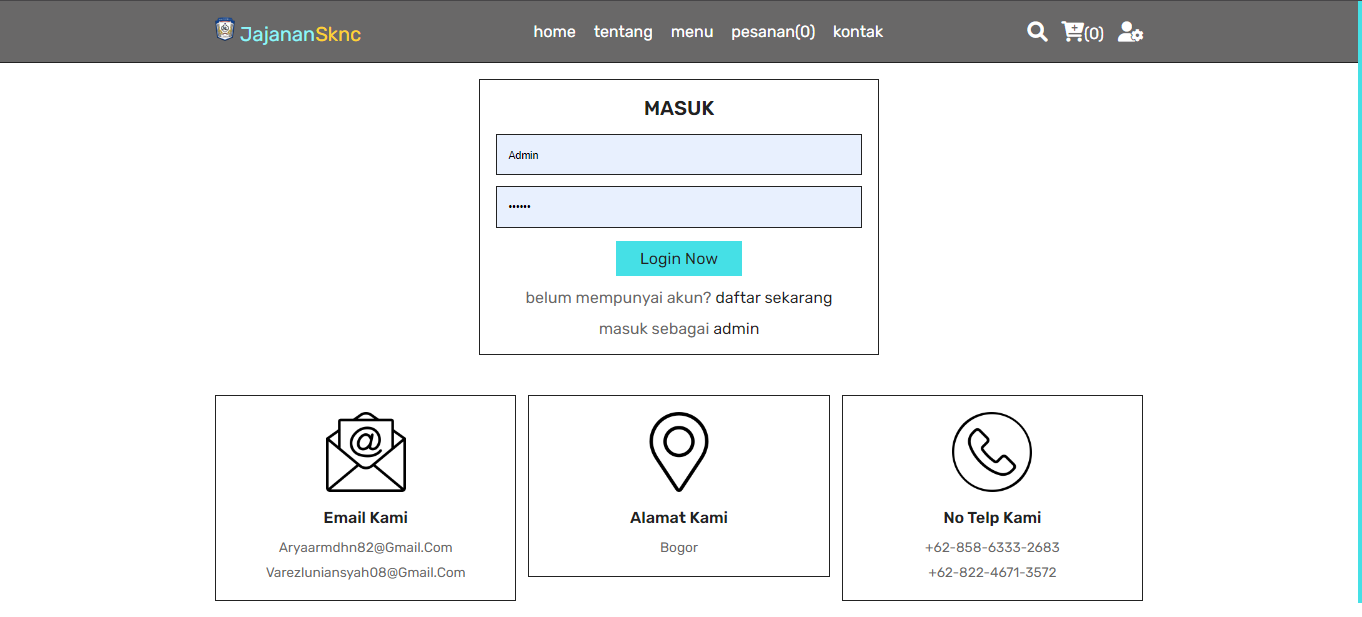 JajananSknc
home tentang menu pesanan(0) kontak
(0)
MASUK
Admin
••••••
Login Now
belum mempunyai akun? daftar sekarang
masuk sebagai admin
Email Kami
Aryaarmdhn82@Gmail.Com
Varezluniansyah08@Gmail.Com
Alamat Kami
Bogor
No Telp Kami
+62-858-6333-2683
+62-822-4671-3572